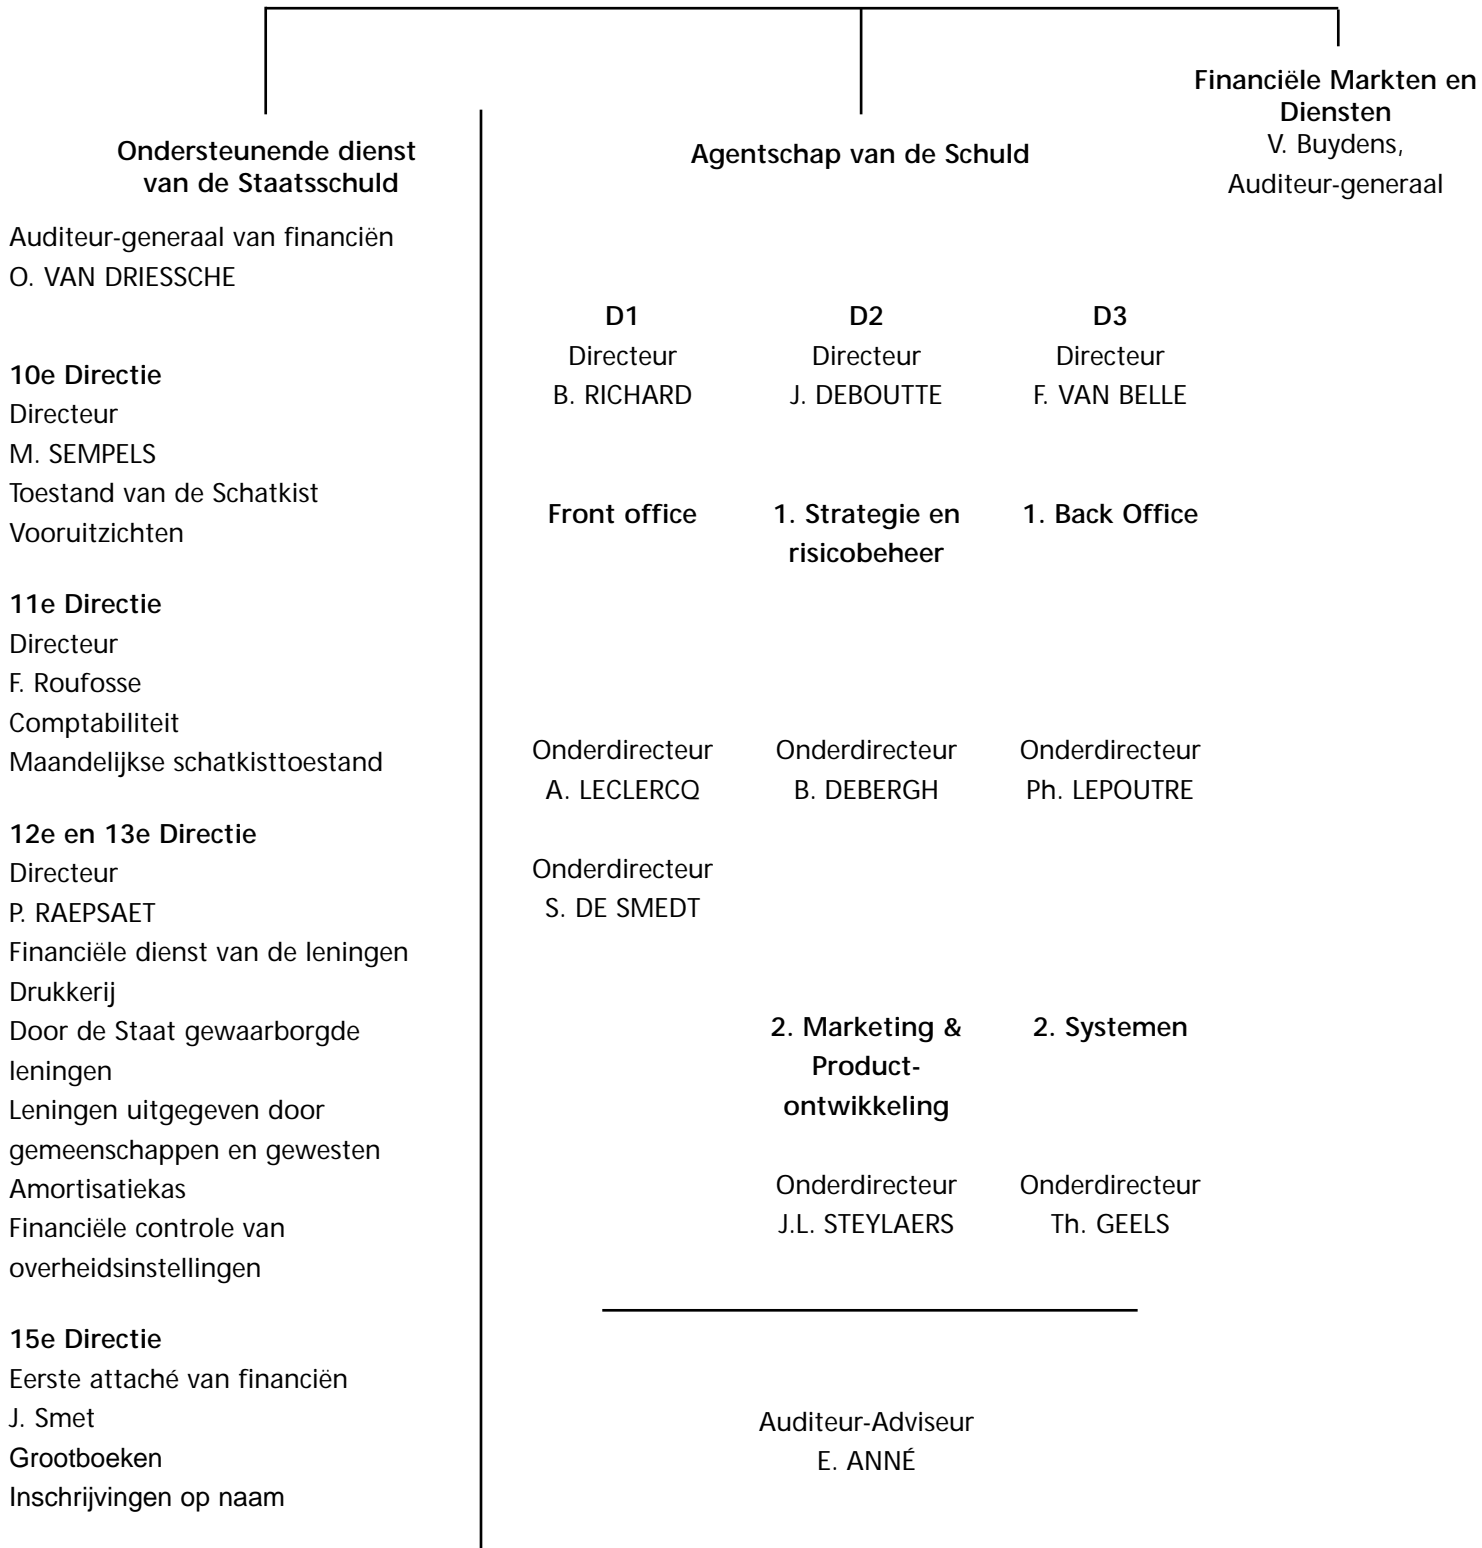 Ondersteunende dienst
van de Staatsschuld
Auditeur-generaal van financiën
O. VAN DRIESSCHE
10e Directie
Directeur
M. SEMPELS
Toestand van de Schatkist
Vooruitzichten
11e Directie
Directeur
F. Roufosse
Comptabiliteit
Maandelijkse schatkisttoestand
12e en 13e Directie
Directeur
P. RAEPSAET
Financiële dienst van de leningen
Drukkerij
Door de Staat gewaarborgde
leningen
Leningen uitgegeven door
gemeenschappen en gewesten
Amortisatiekas
Financiële controle van
overheidsinstellingen
15e Directie
Eerste attaché van financiën
J. Smet
Grootboeken
Inschrijvingen op naam
Agentschap van de Schuld
D1
Directeur
B. RICHARD
Front office
Onderdirecteur
A. LECLERCQ
Onderdirecteur
S. DE SMEDT
D2
Directeur
J. DEBOUTTE
1. Strategie en
risicobeheer
Onderdirecteur
B. DEBERGH
2. Marketing &
Product-
ontwikkeling
Onderdirecteur
J.L. STEYLAERS
D3
Directeur
F. VAN BELLE
1. Back Office
Onderdirecteur
Ph. LEPOUTRE
2. Systemen
Onderdirecteur
Th. GEELS
Auditeur-Adviseur
E. ANNÉ
Financiële Markten en
Diensten
V. Buydens,
Auditeur-generaal